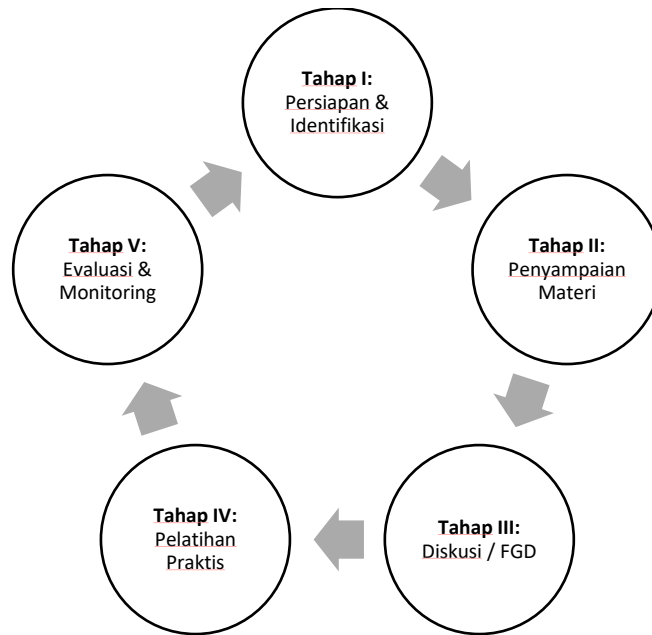 Tahap I:
Persiapan &
Identifikasi
Tahap II:
Penyampaian
Materi
Tahap III:
Diskusi / FGD
Tahap IV:
Pelatihan
Praktis
Tahap V:
Evaluasi &
Monitoring